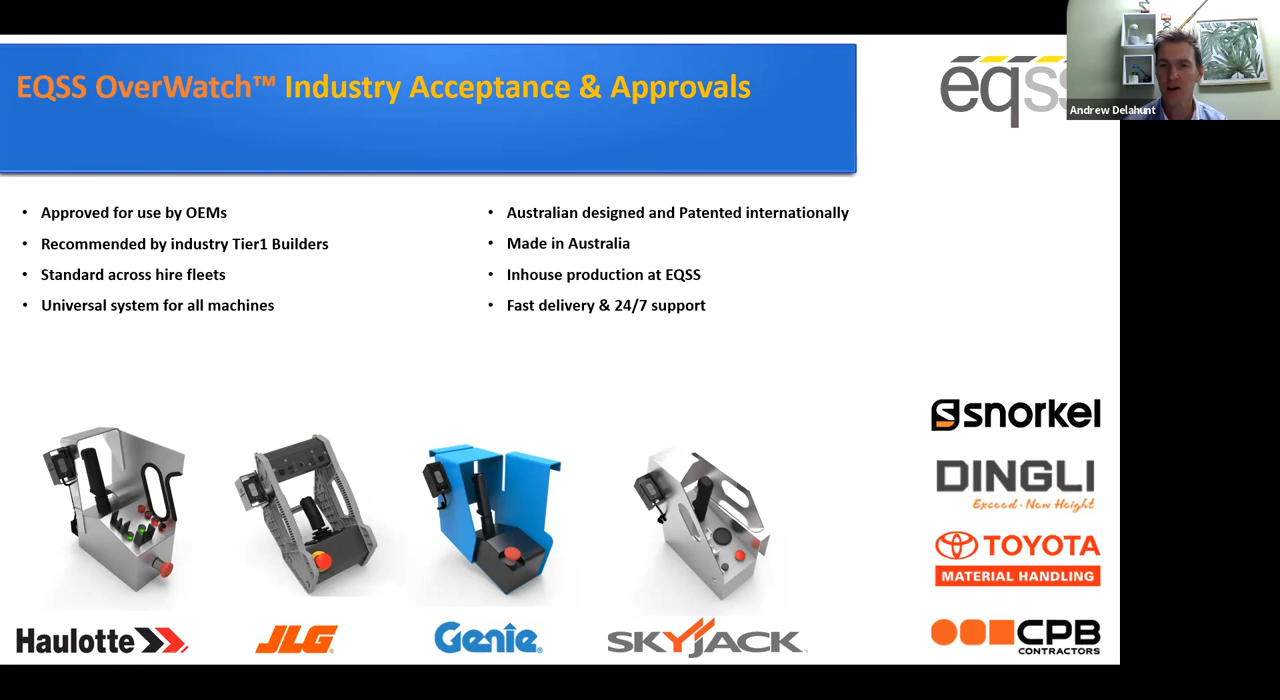 EQSS OverWatch™ Industry Acceptance & Approvals
eqss
Andrew Delahunt
• Approved for use by OEMs
• Recommended by industry Tier1 Builders
• Standard across hire fleets
• Universal system for all machines
• Australian designed and Patented internationally
• Made in Australia
• Inhouse production at EQSS
• Fast delivery & 24/7 support
snorkel
DINGLI
Exceed · New Height
TOYOTA
MATERIAL HANDLING
CPB
CONTRACTORS
Haulotte
JLG
Genie
SKYJACK